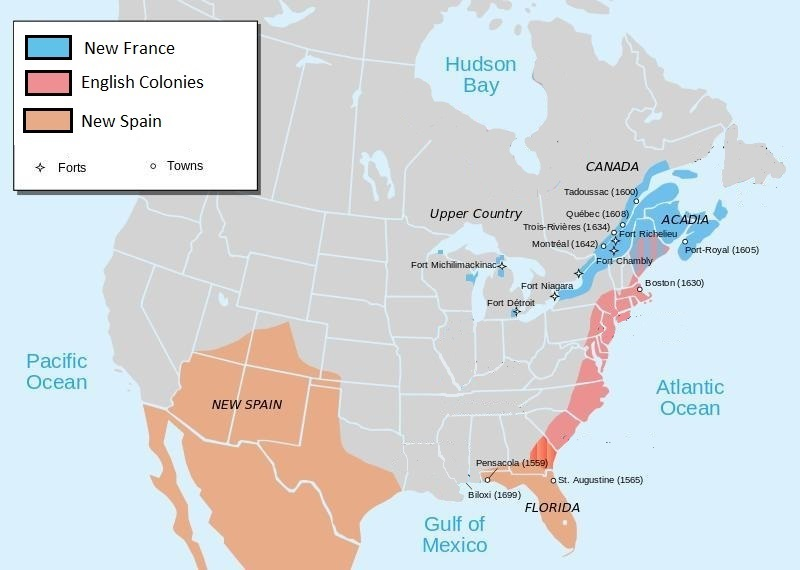 New France
English Colonies
New Spain
Forts
Towns
Hudson
Bay
CANADA
Tadoussac (1600)
Upper Country
Québec (1608)
ACADIA
Trois-Rivières (1634)
Fort Richelieu
Montréal (1642)
Port-Royal (1605)
Fort Chambly
Fort Michilimackinac
Fort Niagara
Boston (1630)
Fort Détroit
Pacific
Ocean
Atlantic
Ocean
NEW SPAIN
Pensacola (1559)
St. Augustine (1565)
Biloxi (1699)
FLORIDA
Gulf of
Mexico